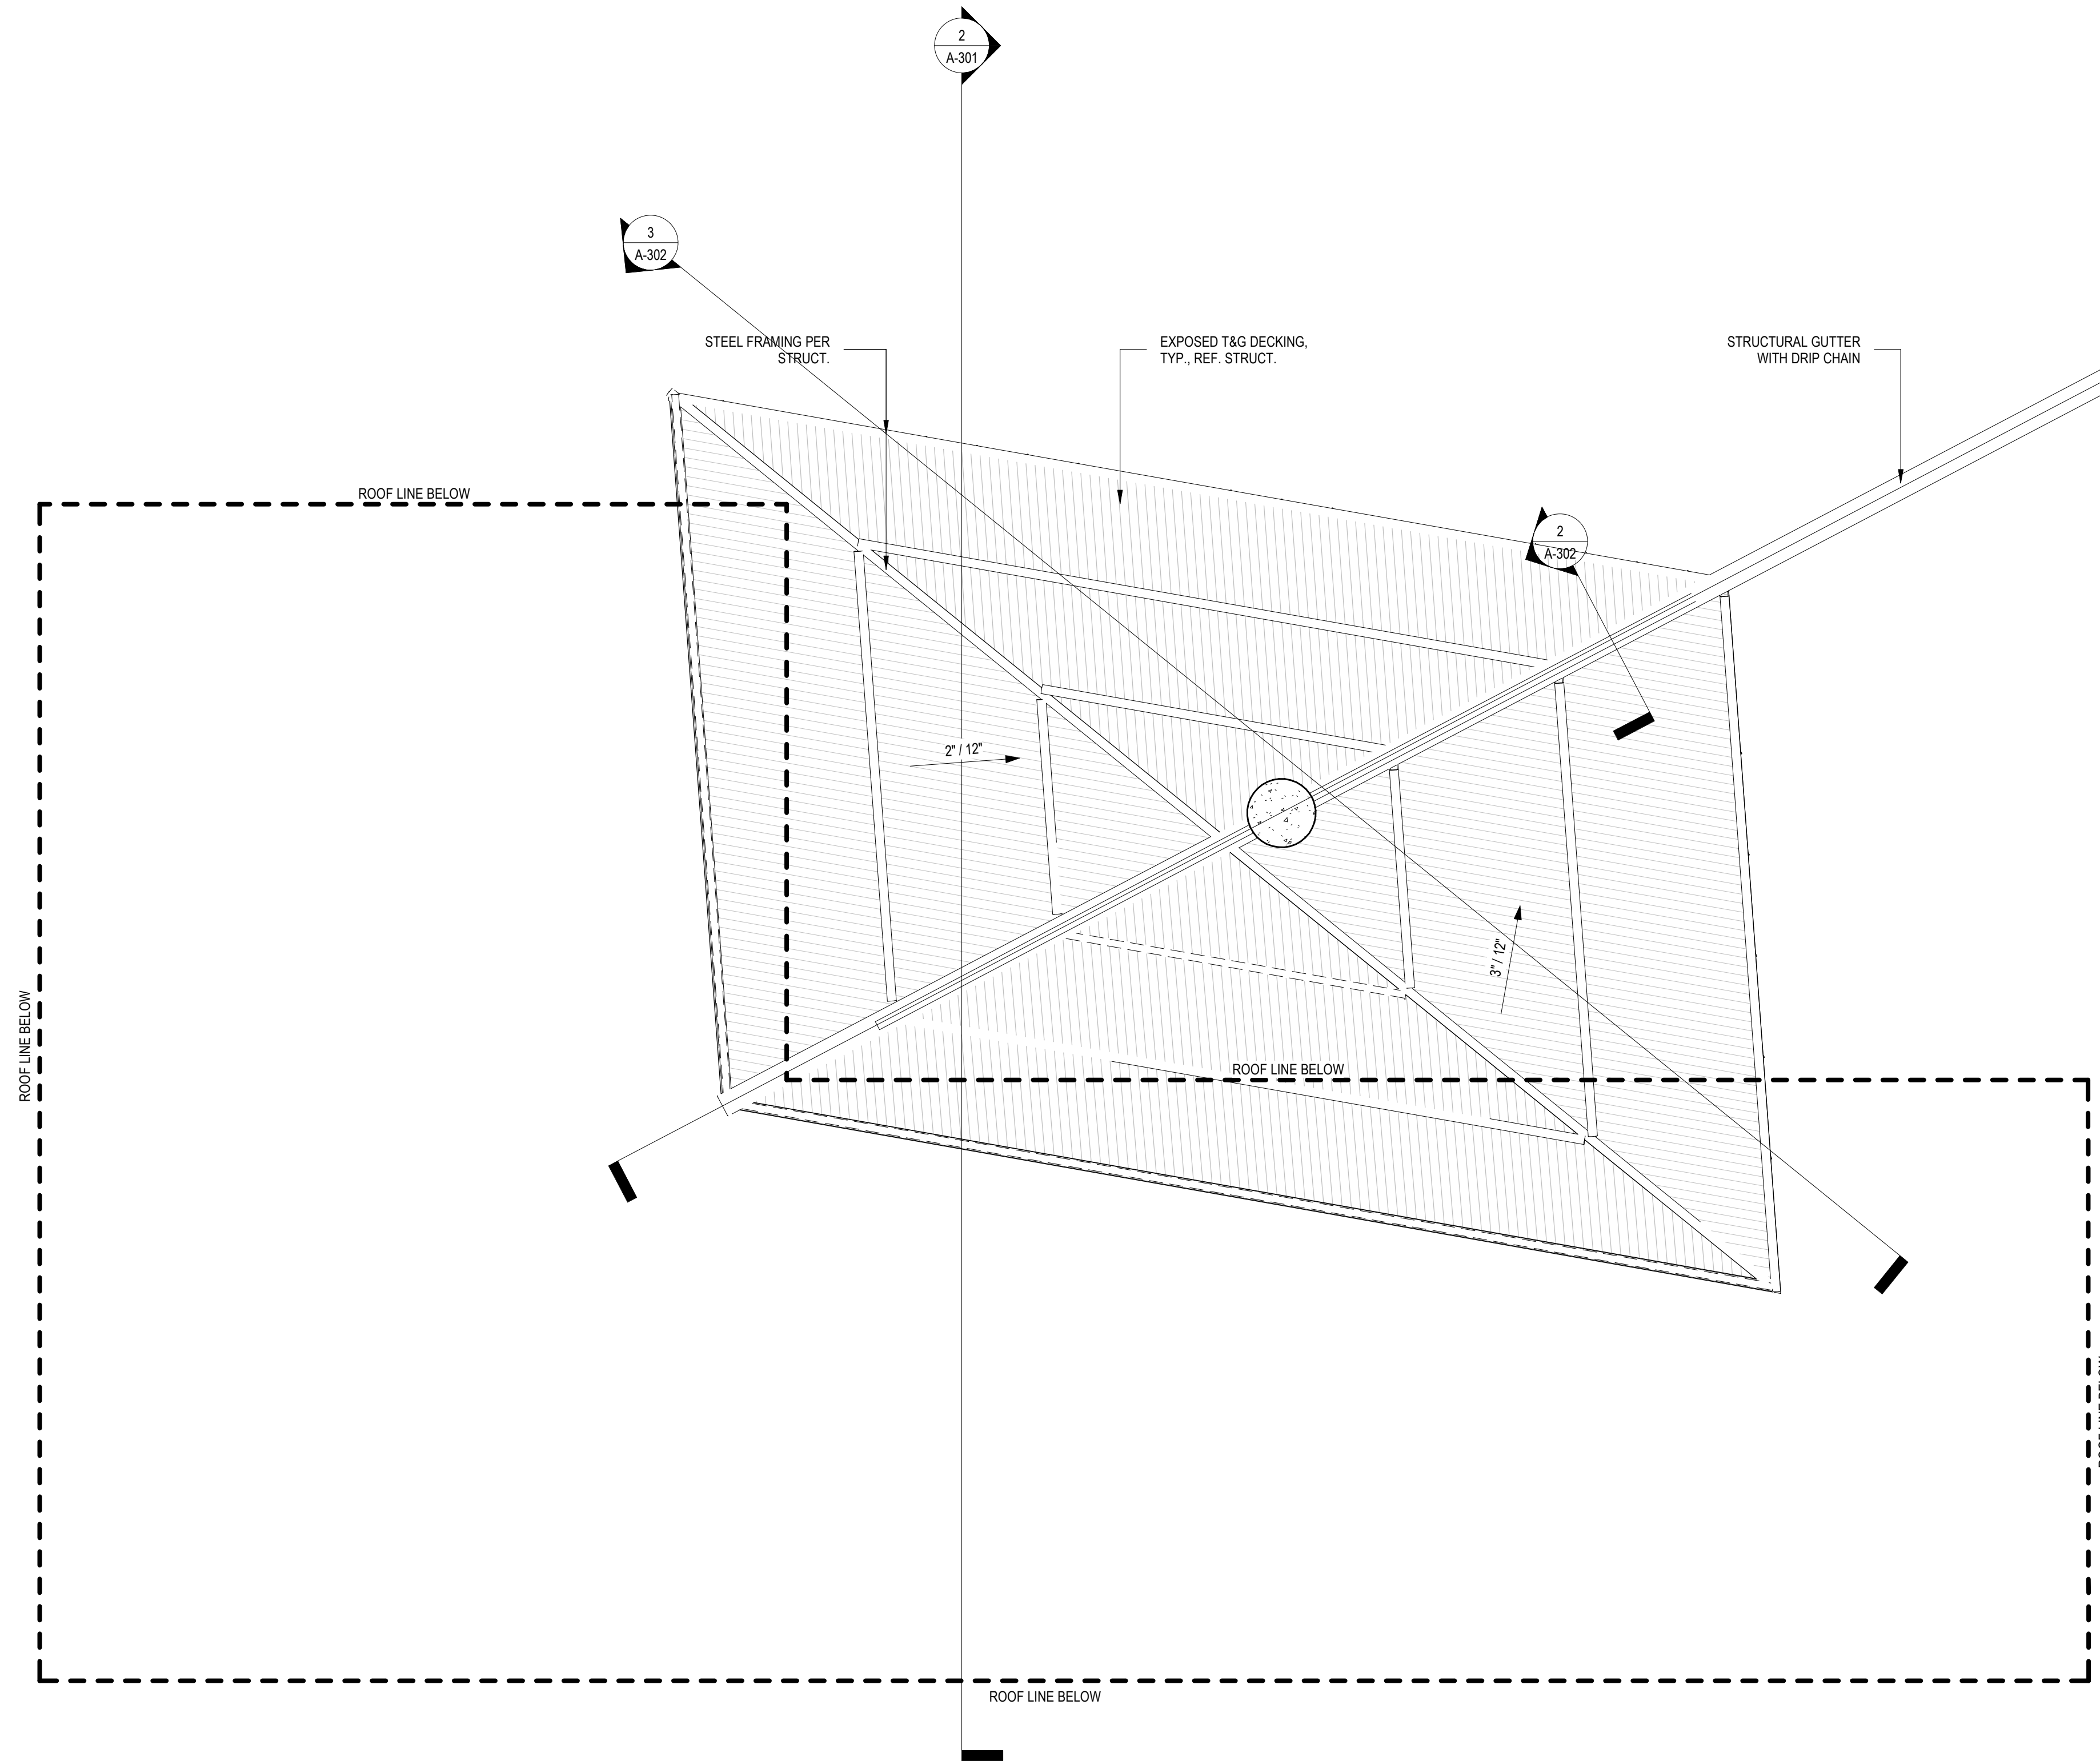 2
A-301
3
A-302
STEEL FRAMING PER
STRUCT.
EXPOSED T&G DECKING,
TYP., REF. STRUCT.
STRUCTURAL GUTTER
WITH DRIP CHAIN
ROOF LINE BELOW
2
A-302
2" / 12"
3" / 12"
ROOF LINE BELOW
ROOF LINE BELOW
ROOF LINE BELOW